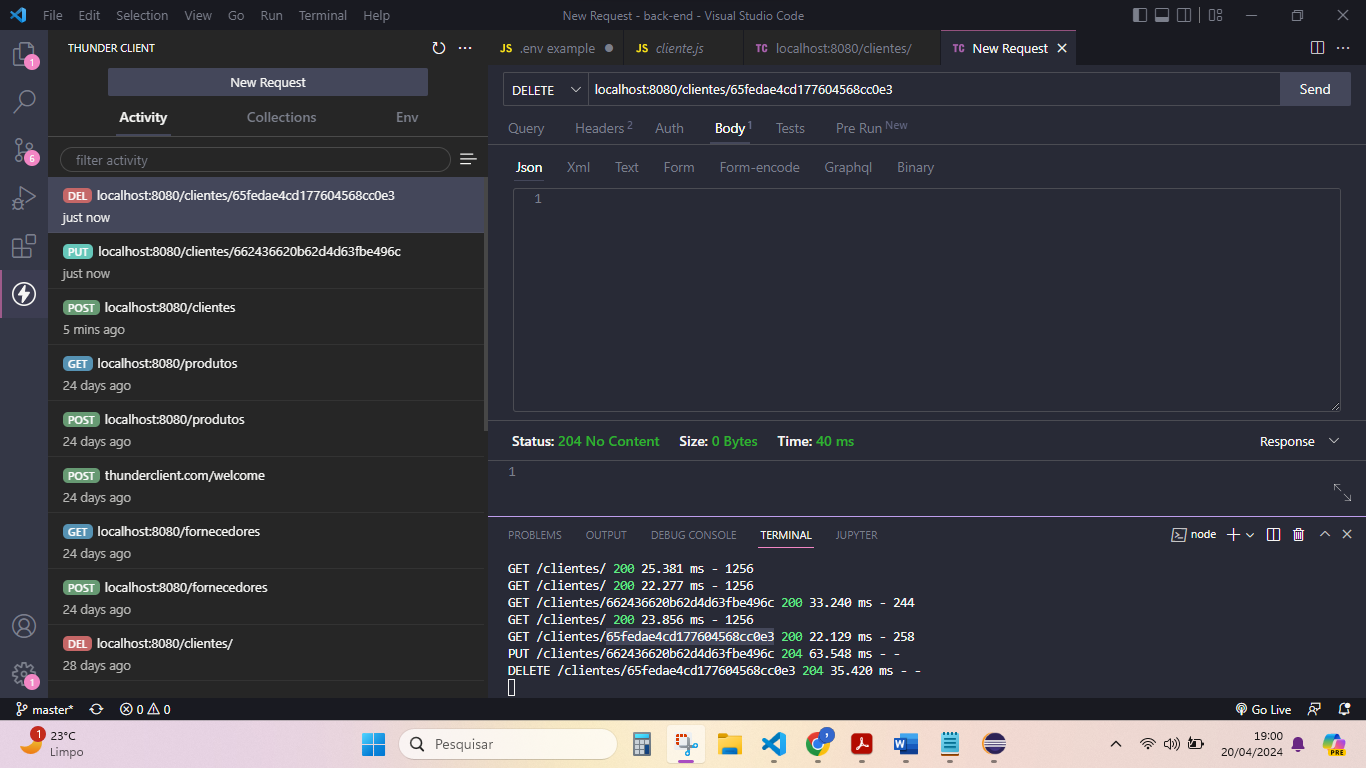 File Edit Selection View Go Run Terminal Help
New Request - back-end - Visual Studio Code
THUNDER CLIENT
New Request
Activity Collections Env
filter activity
DEL localhost:8080/clientes/65fedae4cd177604568cc0e3
just now
PUT localhost:8080/clientes/662436620b62d4d63fbe496c
just now
POST localhost:8080/clientes
5 mins ago
GET localhost:8080/produtos
24 days ago
POST localhost:8080/produtos
24 days ago
POST thunderclient.com/welcome
24 days ago
GET localhost:8080/fornecedores
24 days ago
POST localhost:8080/fornecedores
24 days ago
DEL localhost:8080/clientes/
28 days ago
1
6
1
JS .env example JS cliente.js TC localhost:8080/clientes/ TC New Request
DELETE localhost:8080/clientes/65fedae4cd177604568cc0e3 Send
Query Headers 2 Auth Body 1 Tests Pre Run New
Json Xml Text Form Form-encode Graphql Binary
1
Status: 204 No Content Size: 0 Bytes Time: 40 ms Response
1
PROBLEMS OUTPUT DEBUG CONSOLE TERMINAL JUPYTER node
GET /clientes/ 200 25.381 ms - 1256
GET /clientes/ 200 22.277 ms - 1256
GET /clientes/662436620b62d4d63fbe496c 200 33.240 ms - 244
GET /clientes/ 200 23.856 ms - 1256
GET /clientes/65fedae4cd177604568cc0e3 200 22.129 ms - 258
PUT /clientes/662436620b62d4d63fbe496c 204 63.548 ms - -
DELETE /clientes/65fedae4cd177604568cc0e3 204 35.420 ms - -
master* 0 0 Go Live
1
23°C
Limpo
Pesquisar
19:00
20/04/2024
PRE